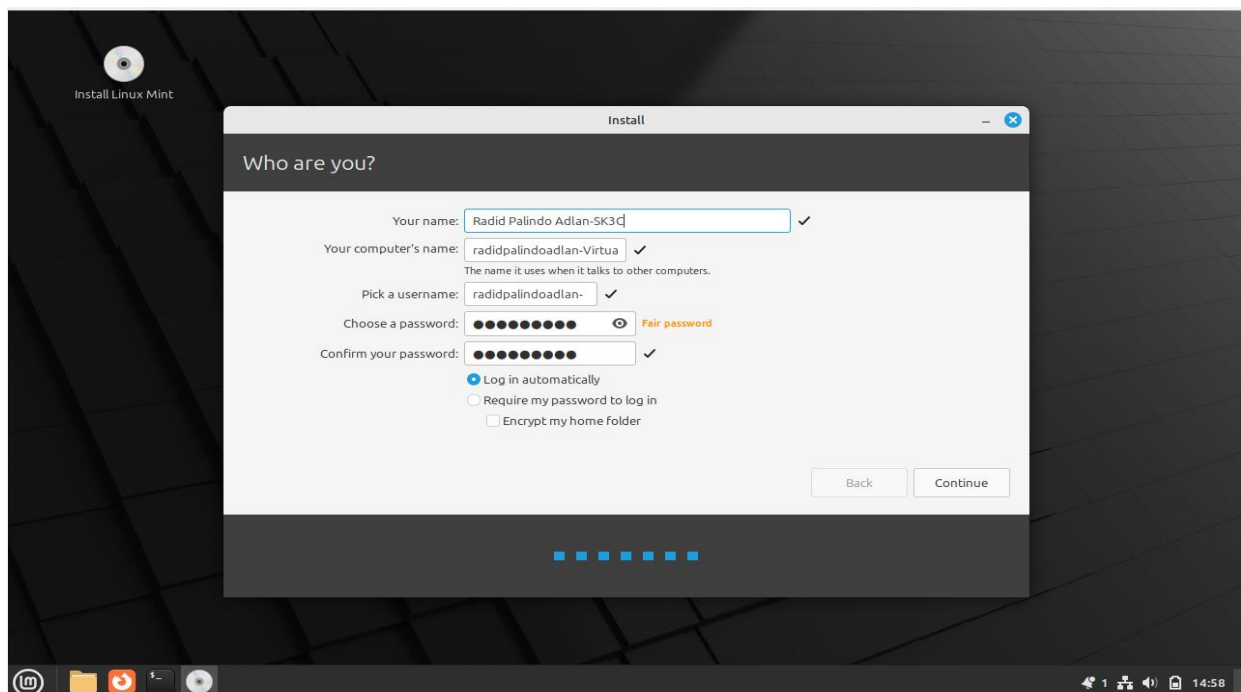 Install Linux Mint
Install
Who are you?
Your name: Radid Palindo Adlan-SK3C
Your computer's name: radidpalindoadlan-Virtua
The name it uses when it talks to other computers.
Pick a username: radidpalindoadlan-
Choose a password: ●●●●●●●●● Fair password
Confirm your password: ●●●●●●●●●
Log in automatically
Require my password to log in
Encrypt my home folder
Back Continue
lm $_ 1 14:58